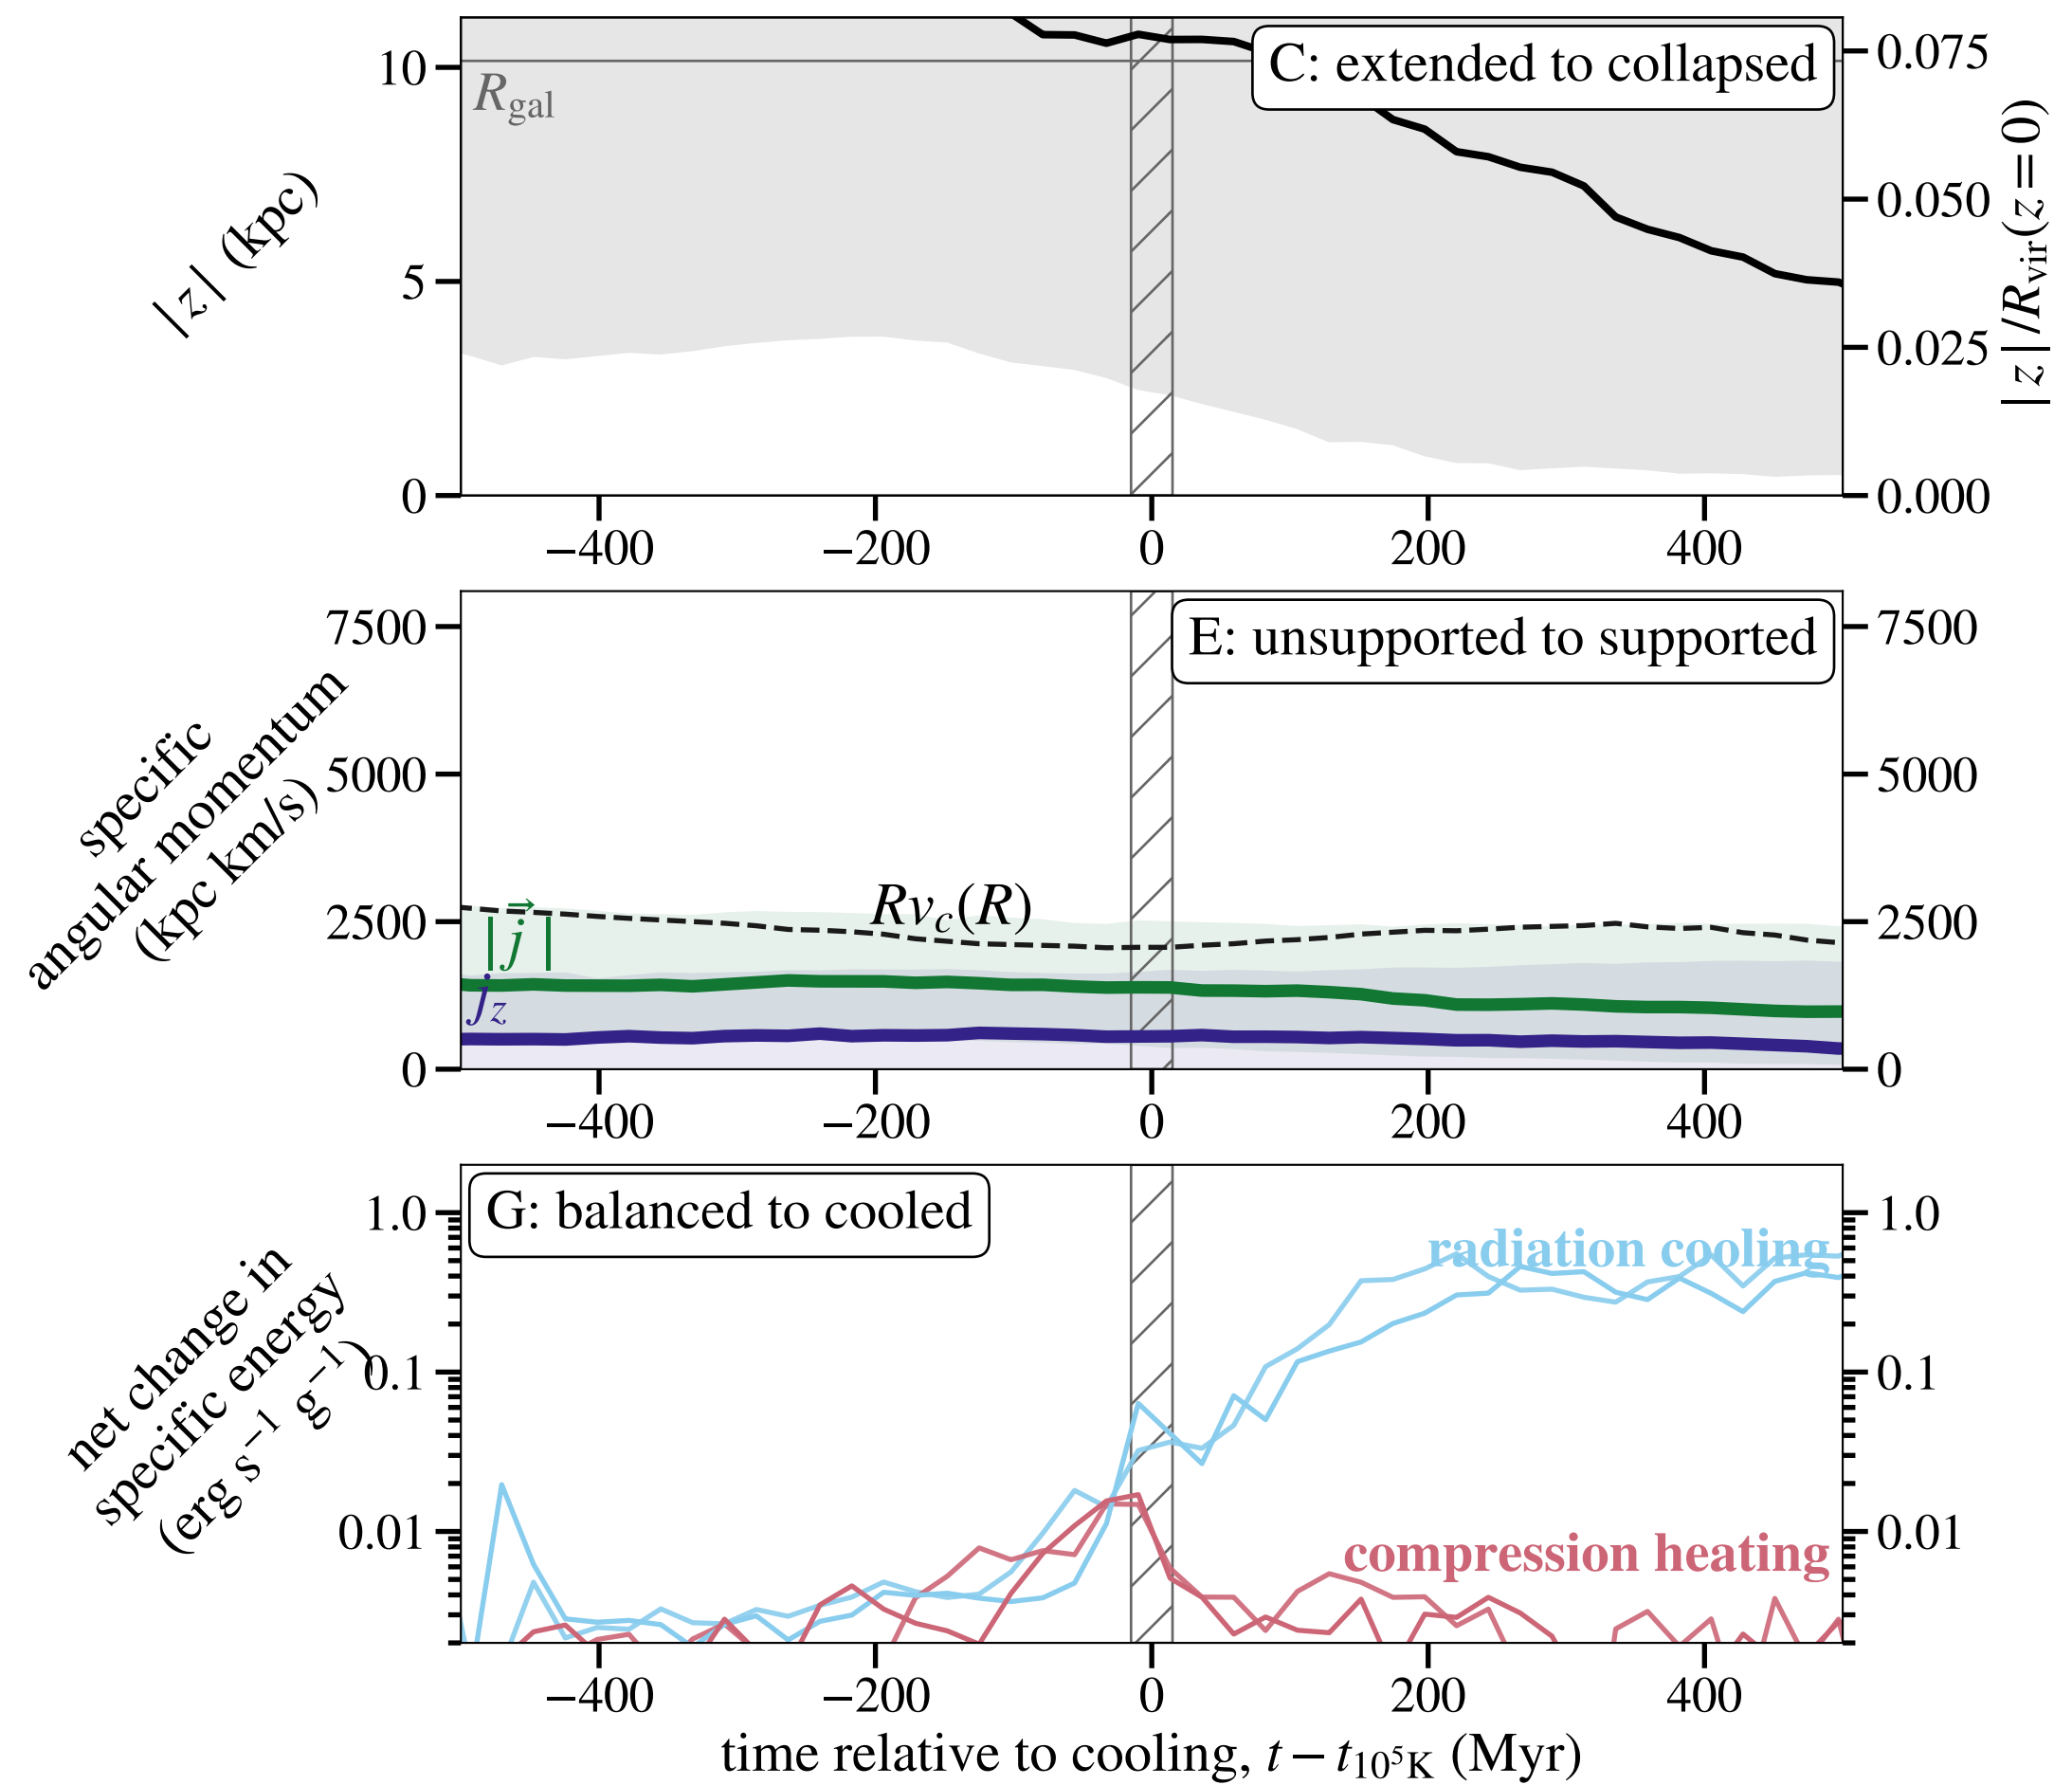 C: extended to collapsed
R_gal
|z| (kpc)
10
5
0
0.075
0.050
0.025
0.000
|z|/R_vir(z=0)
−400 −200 0 200 400
E: unsupported to supported
specific
angular momentum
(kpc km/s)
7500
5000
2500
0
7500
5000
2500
0
Rv_c(R)
|j⃗|
j_z
−400 −200 0 200 400
G: balanced to cooled
net change in
specific energy
(erg s⁻¹ g⁻¹)
1.0
0.1
0.01
1.0
0.1
0.01
radiation cooling
compression heating
−400 −200 0 200 400
time relative to cooling, t − t_10⁵K (Myr)